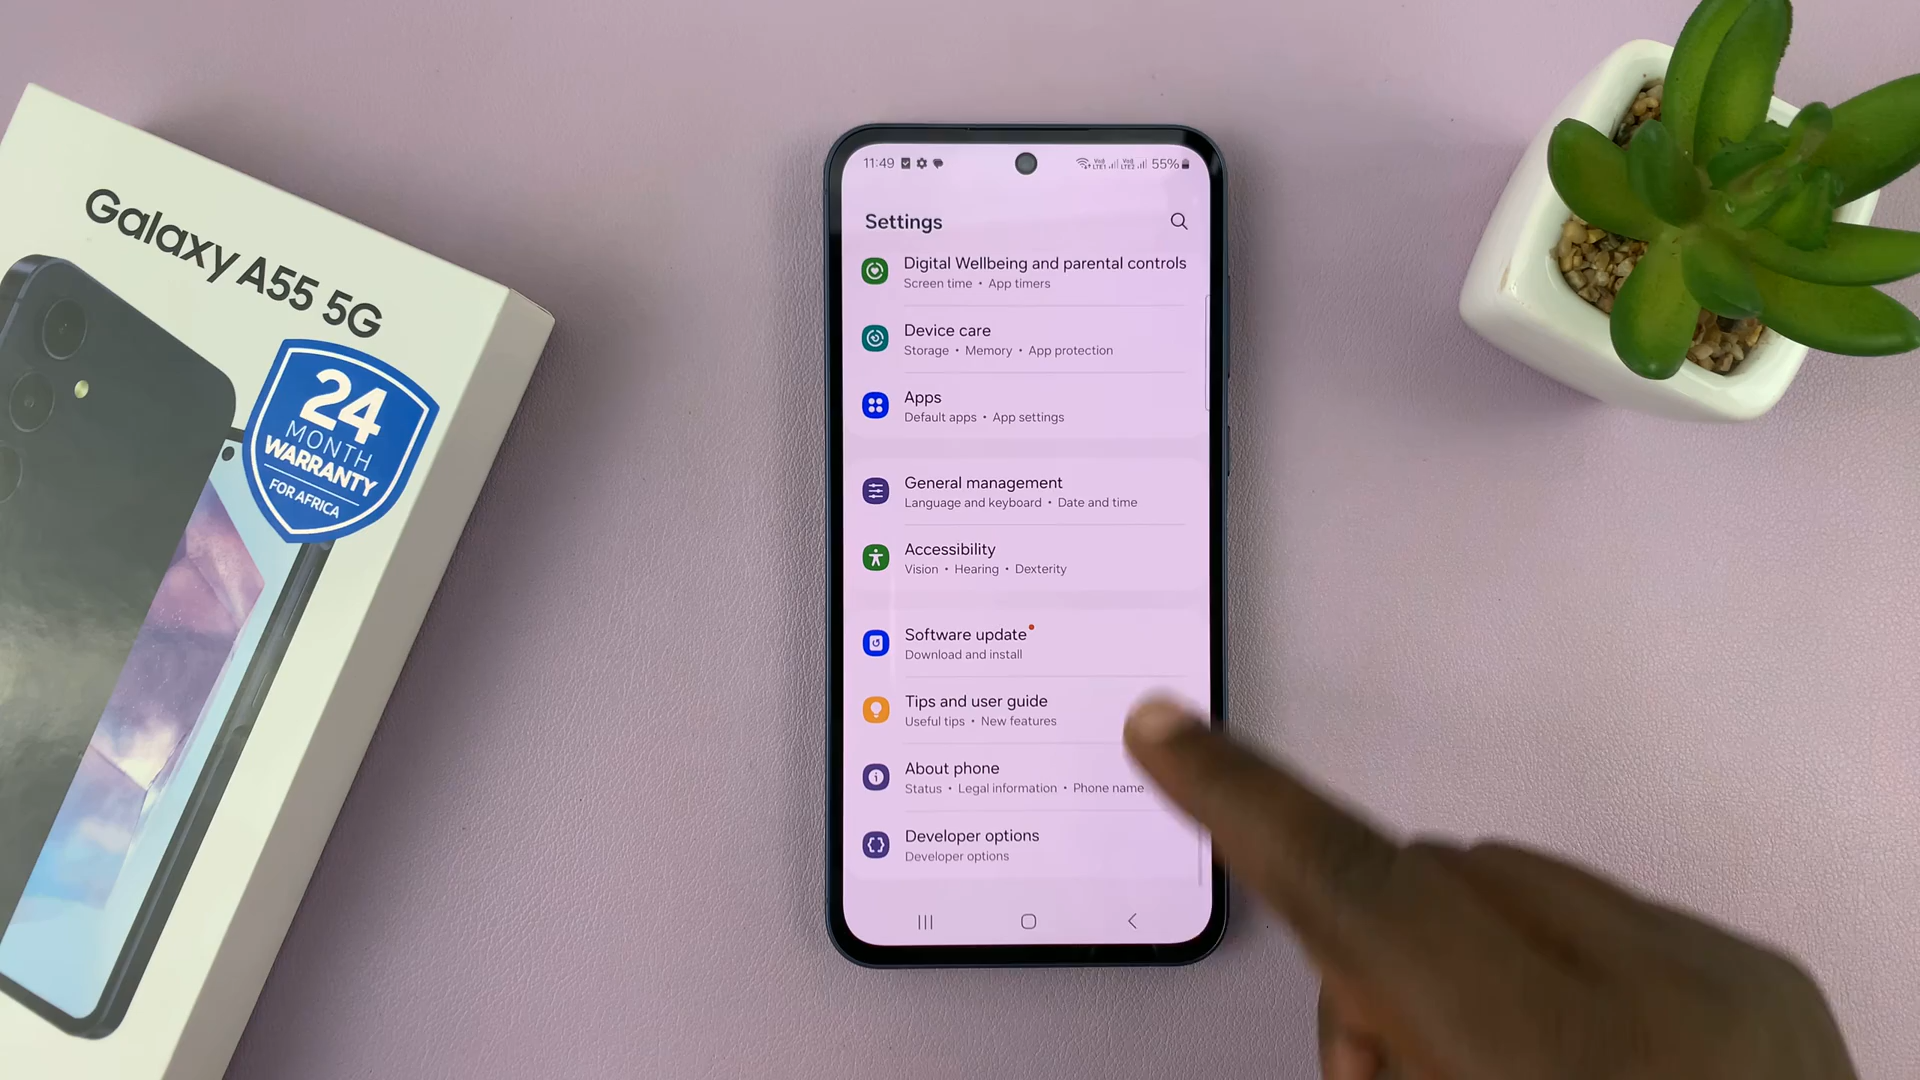 Galaxy A55 5G
24
MONTH
WARRANTY
FOR AFRICA
11:49 55%
Settings
Digital Wellbeing and parental controls
Screen time • App timers
Device care
Storage • Memory • App protection
Apps
Default apps • App settings
General management
Language and keyboard • Date and time
Accessibility
Vision • Hearing • Dexterity
Software update
Download and install
Tips and user guide
Useful tips • New features
About phone
Status • Legal information • Phone name
Developer options
Developer options